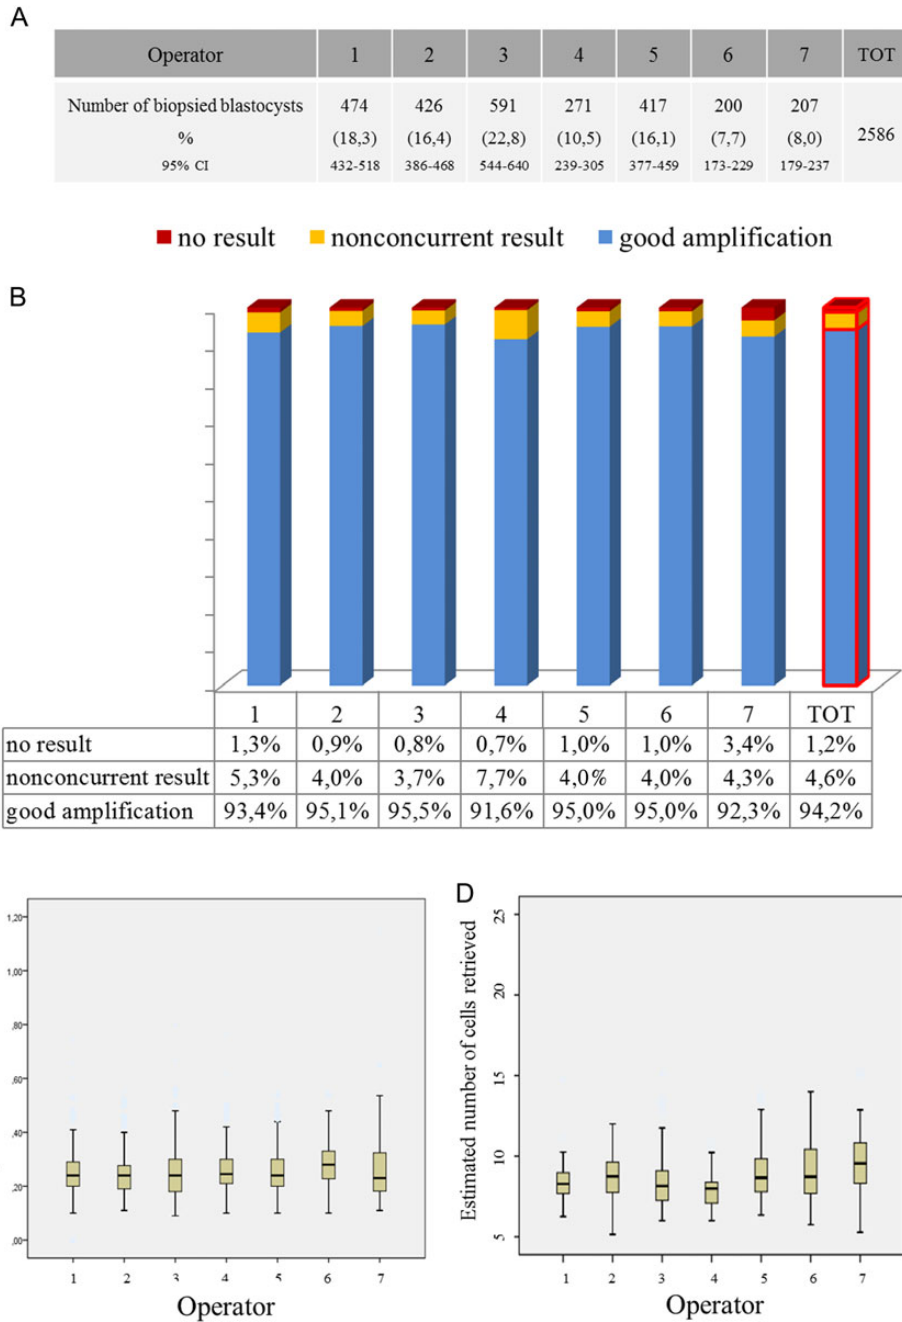 A
Operator 1 2 3 4 5 6 7 TOT
Number of biopsied blastocysts 474 426 591 271 417 200 207
% (18,3) (16,4) (22,8) (10,5) (16,1) (7,7) (8,0) 2586
95% CI 432-518 386-468 544-640 239-305 377-459 173-229 179-237
no result nonconcurrent result good amplification
B
1 2 3 4 5 6 7 TOT
no result 1,3% 0,9% 0,8% 0,7% 1,0% 1,0% 3,4% 1,2%
nonconcurrent result 5,3% 4,0% 3,7% 7,7% 4,0% 4,0% 4,3% 4,6%
good amplification 93,4% 95,1% 95,5% 91,6% 95,0% 95,0% 92,3% 94,2%
1,20
1,00
,80
,60
,40
,20
,00
1 2 3 4 5 6 7
Operator
D
Estimated number of cells retrieved
25
20
15
10
5
1 2 3 4 5 6 7
Operator